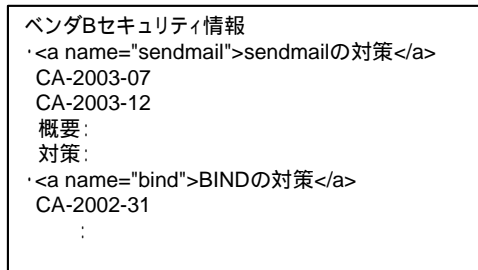 ベンダBセキュリティ情報
・<a name="sendmail">sendmailの対策</a>
CA-2003-07
CA-2003-12
概要：
対策：
・<a name="bind">BINDの対策</a>
CA-2002-31
：